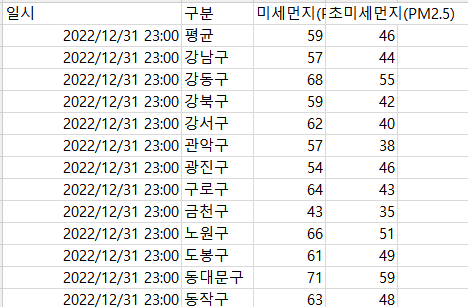 일시 구분 미세먼지(P 초미세먼지(PM2.5)
2022/12/31 23:00 평균 59 46
2022/12/31 23:00 강남구 57 44
2022/12/31 23:00 강동구 68 55
2022/12/31 23:00 강북구 59 42
2022/12/31 23:00 강서구 62 40
2022/12/31 23:00 관악구 57 38
2022/12/31 23:00 광진구 54 46
2022/12/31 23:00 구로구 64 43
2022/12/31 23:00 금천구 43 35
2022/12/31 23:00 노원구 66 51
2022/12/31 23:00 도봉구 61 49
2022/12/31 23:00 동대문구 71 59
2022/12/31 23:00 동작구 63 48